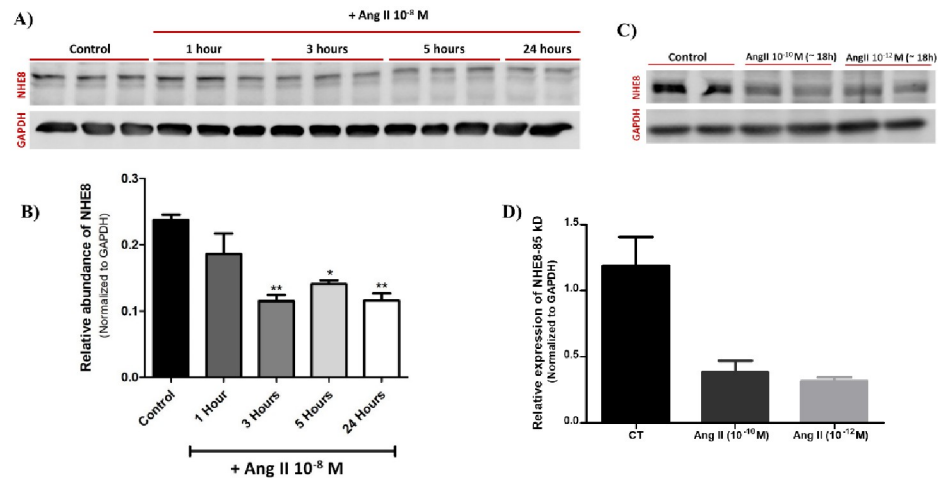 A)
+ Ang II 10⁻⁸ M
Control 1 hour 3 hours 5 hours 24 hours
NHE8
GAPDH
C)
Control AngII 10⁻¹⁰ M (~ 18h) AngII 10⁻¹² M (~ 18h)
NHE8
GAPDH
B)
Relative abundance of NHE8
(Normalized to GAPDH)
0.3
0.2
0.1
0.0
** * **
Control 1 Hour 3 Hours 5 Hours 24 Hours
+ Ang II 10⁻⁸ M
D)
Relative expression of NHE8-85 kD
(Normalized to GAPDH)
1.5
1.0
0.5
0.0
CT Ang II (10⁻¹⁰M) Ang II (10⁻¹²M)